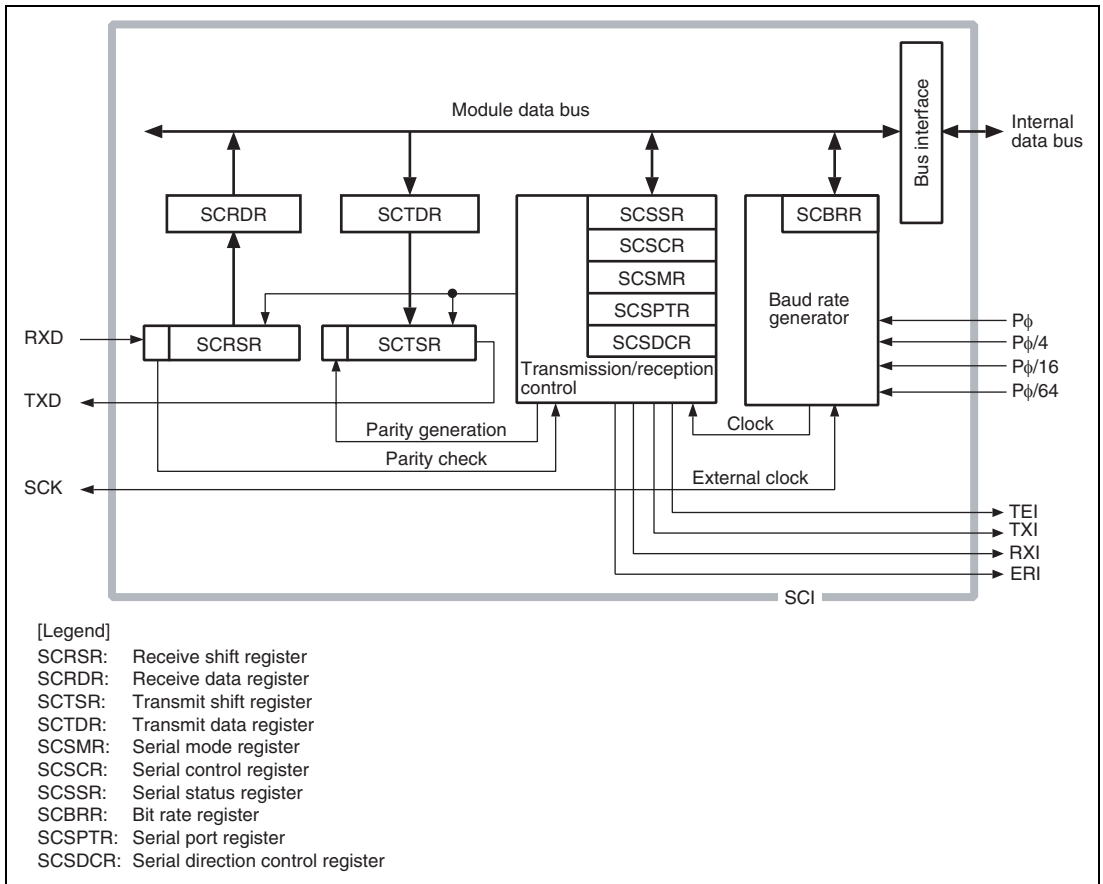 Module data bus
Bus interface
Internal
data bus
SCRDR
SCTDR
SCSSR
SCSCR
SCSMR
SCSPTR
SCSDCR
Transmission/reception
control
SCBRR
Baud rate
generator
RXD
SCRSR
SCTSR
Pϕ
Pϕ/4
Pϕ/16
Pϕ/64
TXD
Parity generation
Parity check
Clock
SCK
External clock
TEI
TXI
RXI
ERI
SCI
[Legend]
SCRSR: Receive shift register
SCRDR: Receive data register
SCTSR: Transmit shift register
SCTDR: Transmit data register
SCSMR: Serial mode register
SCSCR: Serial control register
SCSSR: Serial status register
SCBRR: Bit rate register
SCSPTR: Serial port register
SCSDCR: Serial direction control register